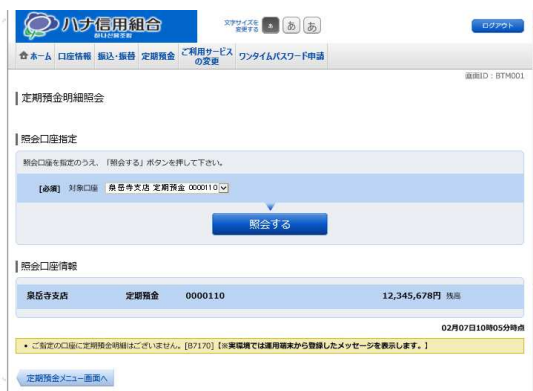 ハナ信用組合
文字サイズを
変更する
あ
あ
あ
ログアウト
ホーム 口座情報 振込・振替 定期預金 ご利用サービス
の変更
ワンタイムパスワード申請
画面ID:BTM001
定期預金明細照会
照会口座指定
照会口座を指定のうえ、「照会する」ボタンを押して下さい。
[必須] 対象口座 泉岳寺支店 定期預金 0000110
照会する
照会口座情報
泉岳寺支店 定期預金 0000110 12,345,678円 残高
02月07日10時05分時点
・ ご指定の口座に定期預金明細はございません。[B7170]【※実環境では運用端末から登録したメッセージを表示します。】
定期預金メニュー画面へ